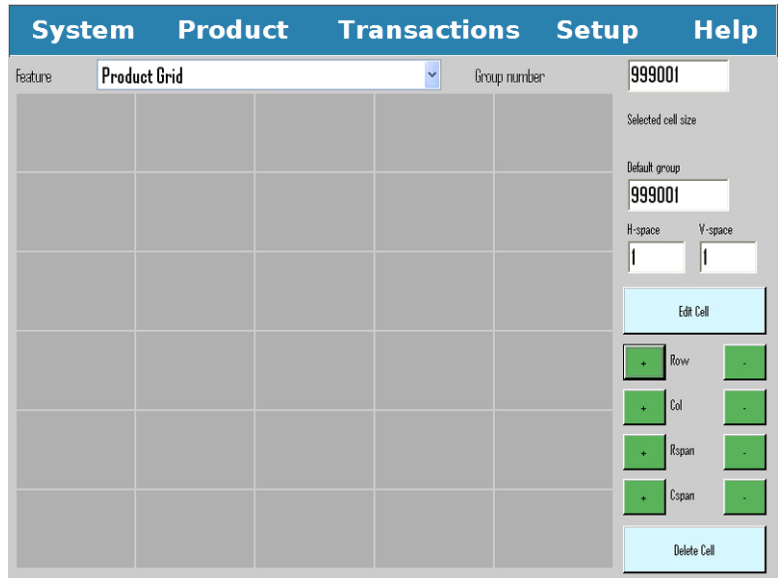 System Product Transactions Setup Help
Feature Product Grid Group number 999001
Selected cell size
Default group
999001
H-space V-space
1 1
Edit Cell
+ Row -
+ Col -
+ Rspan -
+ Cspan -
Delete Cell